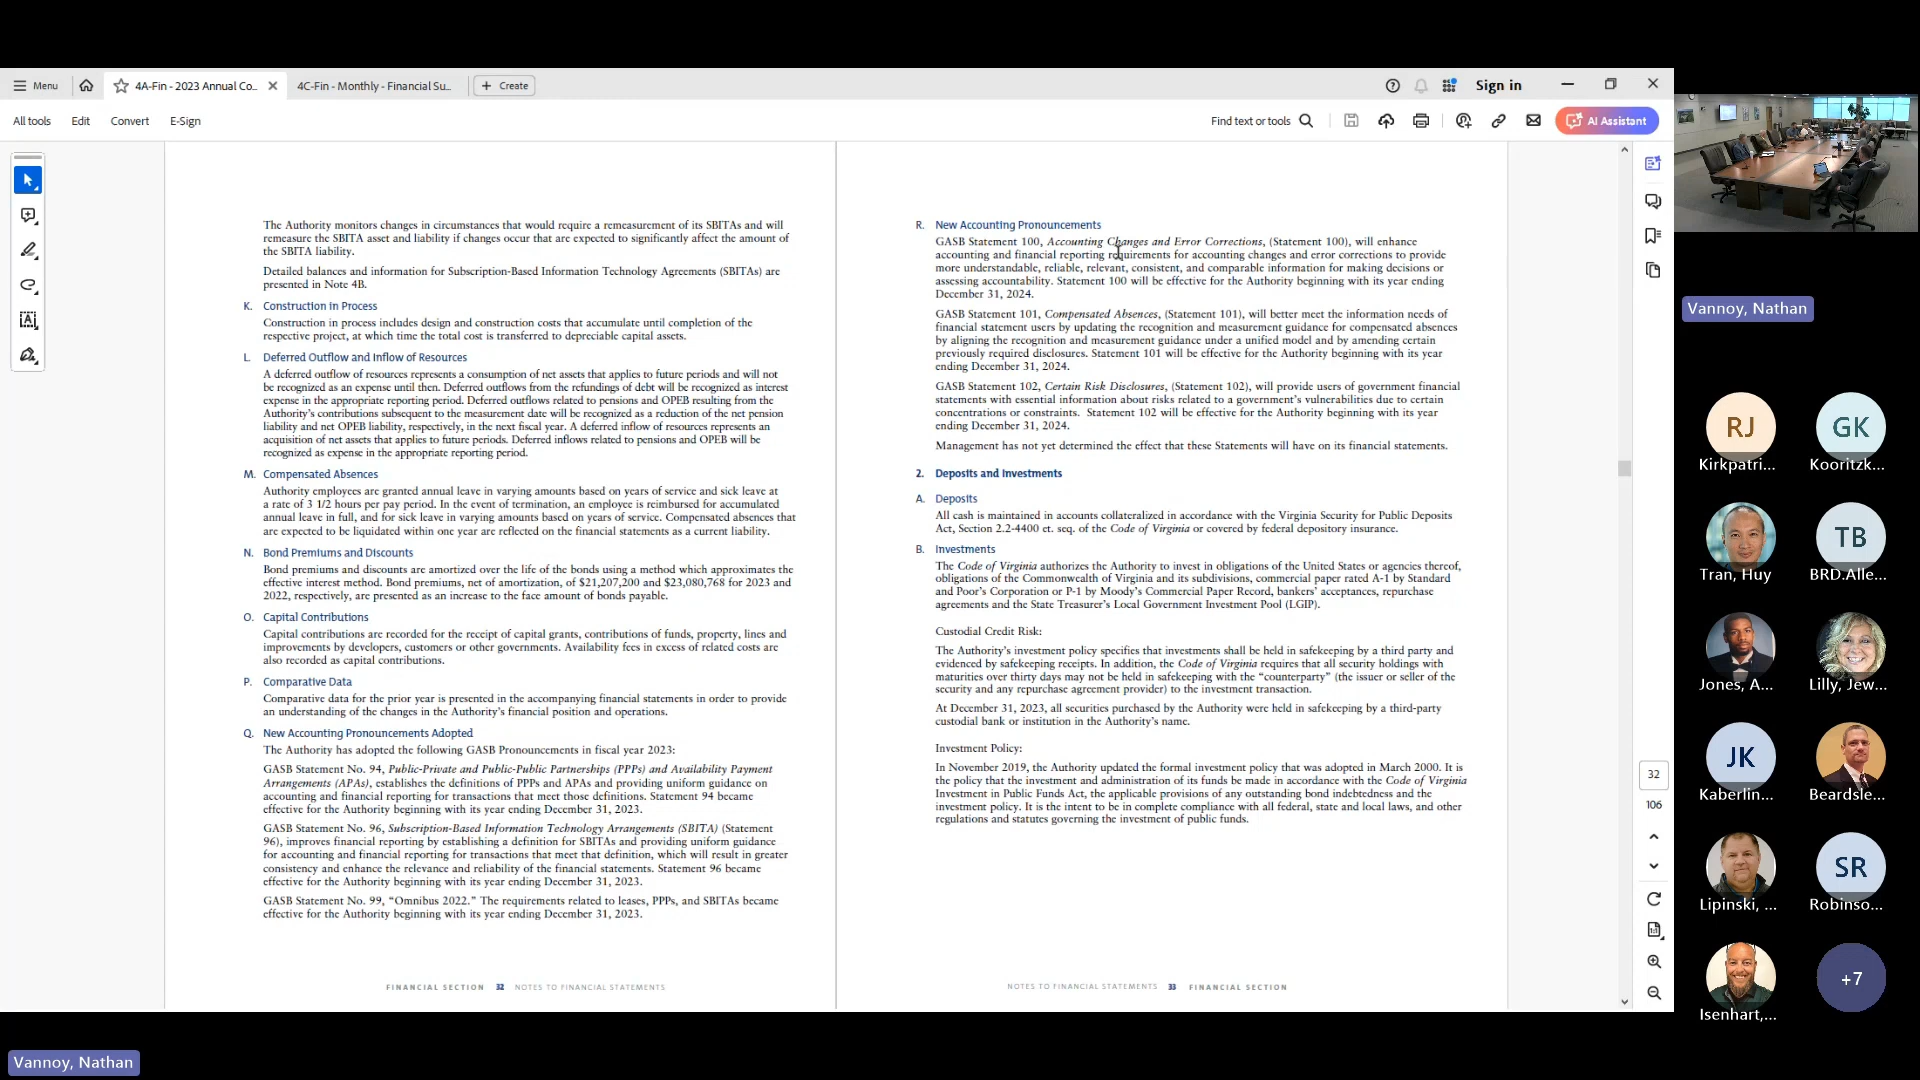 Menu
4A-Fin - 2023 Annual Co...
4C-Fin - Monthly - Financial Su...
Create
Sign in
All tools
Edit
Convert
E-Sign
Find text or tools
AI Assistant
The Authority monitors changes in circumstances that would require a remeasurement of its SBITAs and will
remeasure the SBITA asset and liability if changes occur that are expected to significantly affect the amount of
the SBITA liability.
Detailed balances and information for Subscription-Based Information Technology Agreements (SBITAs) are
presented in Note 4B.
K. Construction in Process
Construction in process includes design and construction costs that accumulate until completion of the
respective project, at which time the total cost is transferred to depreciable capital assets.
L. Deferred Outflow and Inflow of Resources
A deferred outflow of resources represents a consumption of net assets that applies to future periods and will not
be recognized as an expense until then. Deferred outflows from the refundings of debt will be recognized as interest
expense in the appropriate reporting period. Deferred outflows related to pensions and OPEB resulting from the
Authority's contributions subsequent to the measurement date will be recognized as a reduction of the net pension
liability and net OPEB liability, respectively, in the next fiscal year. A deferred inflow of resources represents an
acquisition of net assets that applies to future periods. Deferred inflows related to pensions and OPEB will be
recognized as expense in the appropriate reporting period.
M. Compensated Absences
Authority employees are granted annual leave in varying amounts based on years of service and sick leave at
a rate of 3 1/2 hours per pay period. In the event of termination, an employee is reimbursed for accumulated
annual leave in full, and for sick leave in varying amounts based on years of service. Compensated absences that
are expected to be liquidated within one year are reflected on the financial statements as a current liability.
N. Bond Premiums and Discounts
Bond premiums and discounts are amortized over the life of the bonds using a method which approximates the
effective interest method. Bond premiums, net of amortization, of $21,207,200 and $23,080,768 for 2023 and
2022, respectively, are presented as an increase to the face amount of bonds payable.
O. Capital Contributions
Capital contributions are recorded for the receipt of capital grants, contributions of funds, property, lines and
improvements by developers, customers or other governments. Availability fees in excess of related costs are
also recorded as capital contributions.
P. Comparative Data
Comparative data for the prior year is presented in the accompanying financial statements in order to provide
an understanding of the changes in the Authority's financial position and operations.
Q. New Accounting Pronouncements Adopted
The Authority has adopted the following GASB Pronouncements in fiscal year 2023:
GASB Statement No. 94, Public-Private and Public-Public Partnerships (PPPs) and Availability Payment
Arrangements (APAs), establishes the definitions of PPPs and APAs and providing uniform guidance on
accounting and financial reporting for transactions that meet those definitions. Statement 94 became
effective for the Authority beginning with its year ending December 31, 2023.
GASB Statement No. 96, Subscription-Based Information Technology Arrangements (SBITA) (Statement
96), improves financial reporting by establishing a definition for SBITAs and providing uniform guidance
for accounting and financial reporting for transactions that meet that definition, which will result in greater
consistency and enhance the relevance and reliability of the financial statements. Statement 96 became
effective for the Authority beginning with its year ending December 31, 2023.
GASB Statement No. 99, "Omnibus 2022." The requirements related to leases, PPPs, and SBITAs became
effective for the Authority beginning with its year ending December 31, 2023.
FINANCIAL SECTION 32 NOTES TO FINANCIAL STATEMENTS
R. New Accounting Pronouncements
GASB Statement 100, Accounting Changes and Error Corrections, (Statement 100), will enhance
accounting and financial reporting requirements for accounting changes and error corrections to provide
more understandable, reliable, relevant, consistent, and comparable information for making decisions or
assessing accountability. Statement 100 will be effective for the Authority beginning with its year ending
December 31, 2024.
GASB Statement 101, Compensated Absences, (Statement 101), will better meet the information needs of
financial statement users by updating the recognition and measurement guidance for compensated absences
by aligning the recognition and measurement guidance under a unified model and by amending certain
previously required disclosures. Statement 101 will be effective for the Authority beginning with its year
ending December 31, 2024.
GASB Statement 102, Certain Risk Disclosures, (Statement 102), will provide users of government financial
statements with essential information about risks related to a government's vulnerabilities due to certain
concentrations or constraints. Statement 102 will be effective for the Authority beginning with its year
ending December 31, 2024.
Management has not yet determined the effect that these Statements will have on its financial statements.
2. Deposits and Investments
A. Deposits
All cash is maintained in accounts collateralized in accordance with the Virginia Security for Public Deposits
Act, Section 2.2-4400 et. seq. of the Code of Virginia or covered by federal depository insurance.
B. Investments
The Code of Virginia authorizes the Authority to invest in obligations of the United States or agencies thereof,
obligations of the Commonwealth of Virginia and its subdivisions, commercial paper rated A-1 by Standard
and Poor's Corporation or P-1 by Moody's Commercial Paper Record, bankers' acceptances, repurchase
agreements and the State Treasurer's Local Government Investment Pool (LGIP).
Custodial Credit Risk:
The Authority's investment policy specifies that investments shall be held in safekeeping by a third party and
evidenced by safekeeping receipts. In addition, the Code of Virginia requires that all security holdings with
maturities over thirty days may not be held in safekeeping with the "counterparty" (the issuer or seller of the
security and any repurchase agreement provider) to the investment transaction.
At December 31, 2023, all securities purchased by the Authority were held in safekeeping by a third-party
custodial bank or institution in the Authority's name.
Investment Policy:
In November 2019, the Authority updated the formal investment policy that was adopted in March 2000. It is
the policy that the investment and administration of its funds be made in accordance with the Code of Virginia
Investment in Public Funds Act, the applicable provisions of any outstanding bond indebtedness and the
investment policy. It is the intent to be in complete compliance with all federal, state and local laws, and other
regulations and statutes governing the investment of public funds.
NOTES TO FINANCIAL STATEMENTS 33 FINANCIAL SECTION
32
106
Vannoy, Nathan
RJ
Kirkpatri...
GK
Kooritzk...
Tran, Huy
TB
BRD.Alle...
Jones, A...
Lilly, Jew...
JK
Kaberlin...
Beardsle...
Lipinski, ...
SR
Robinso...
Isenhart,...
+7
Vannoy, Nathan